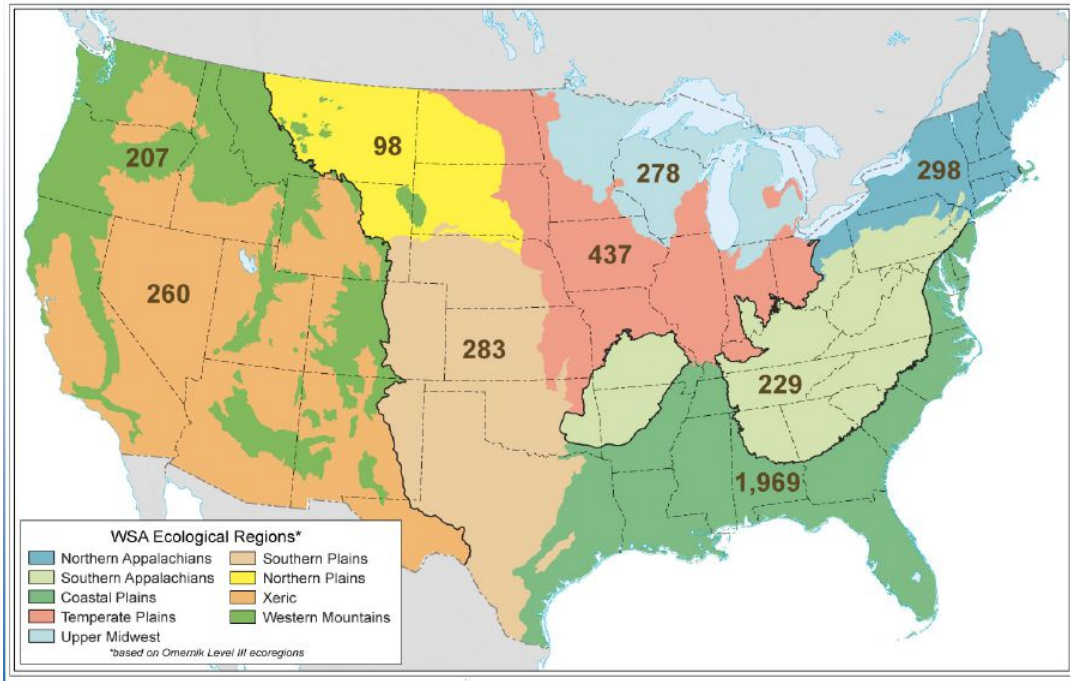 207
98
278
298
260
437
283
229
1,969
WSA Ecological Regions*
Northern Appalachians
Southern Appalachians
Coastal Plains
Temperate Plains
Upper Midwest
Southern Plains
Northern Plains
Xeric
Western Mountains
*based on Omernik Level III ecoregions